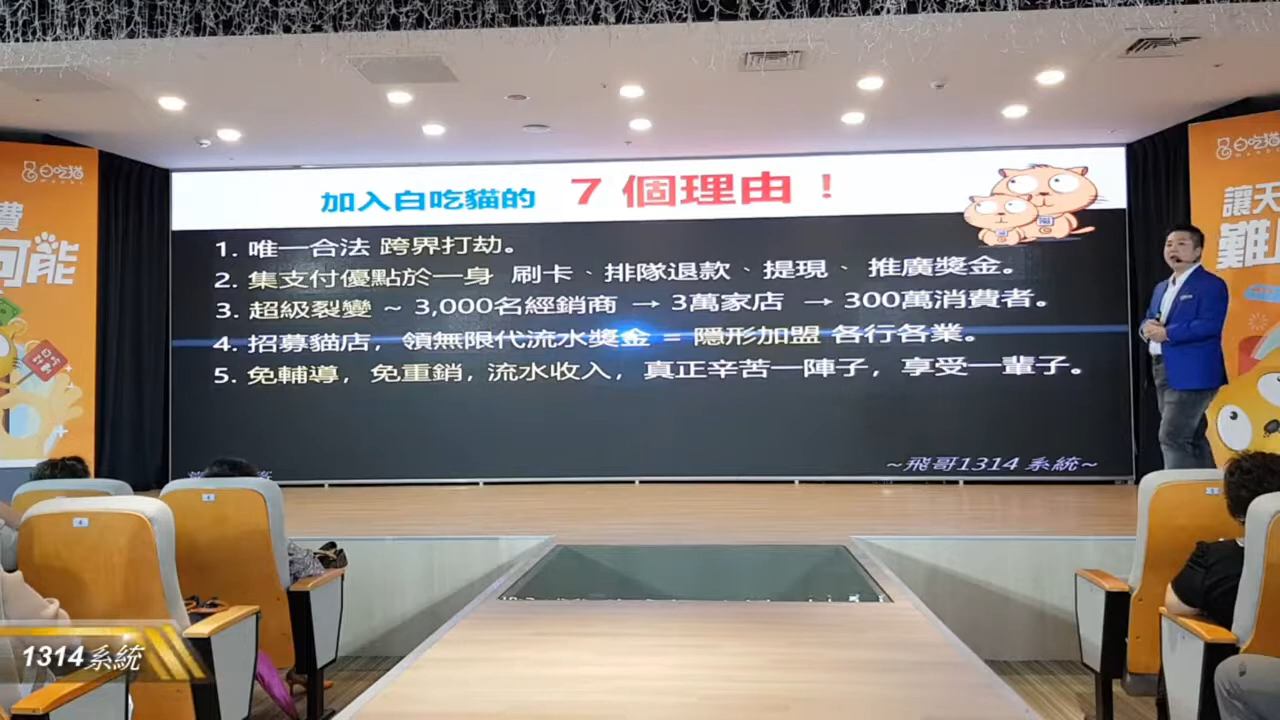 白吃猫
費
可能
加入白吃貓的 7 個理由！
1. 唯一合法 跨界打劫。
2. 集支付優點於一身 刷卡、排隊退款、提現、推廣獎金。
3. 超級裂變 ~ 3,000名經銷商 → 3萬家店 → 300萬消費者。
4. 招募貓店，領無限代流水獎金 = 隱形加盟 各行各業。
5. 免輔導，免重銷，流水收入，真正辛苦一陣子，享受一輩子。
~飛哥1314 系統~
白吃猫
讓天
難
4
4
1314系統